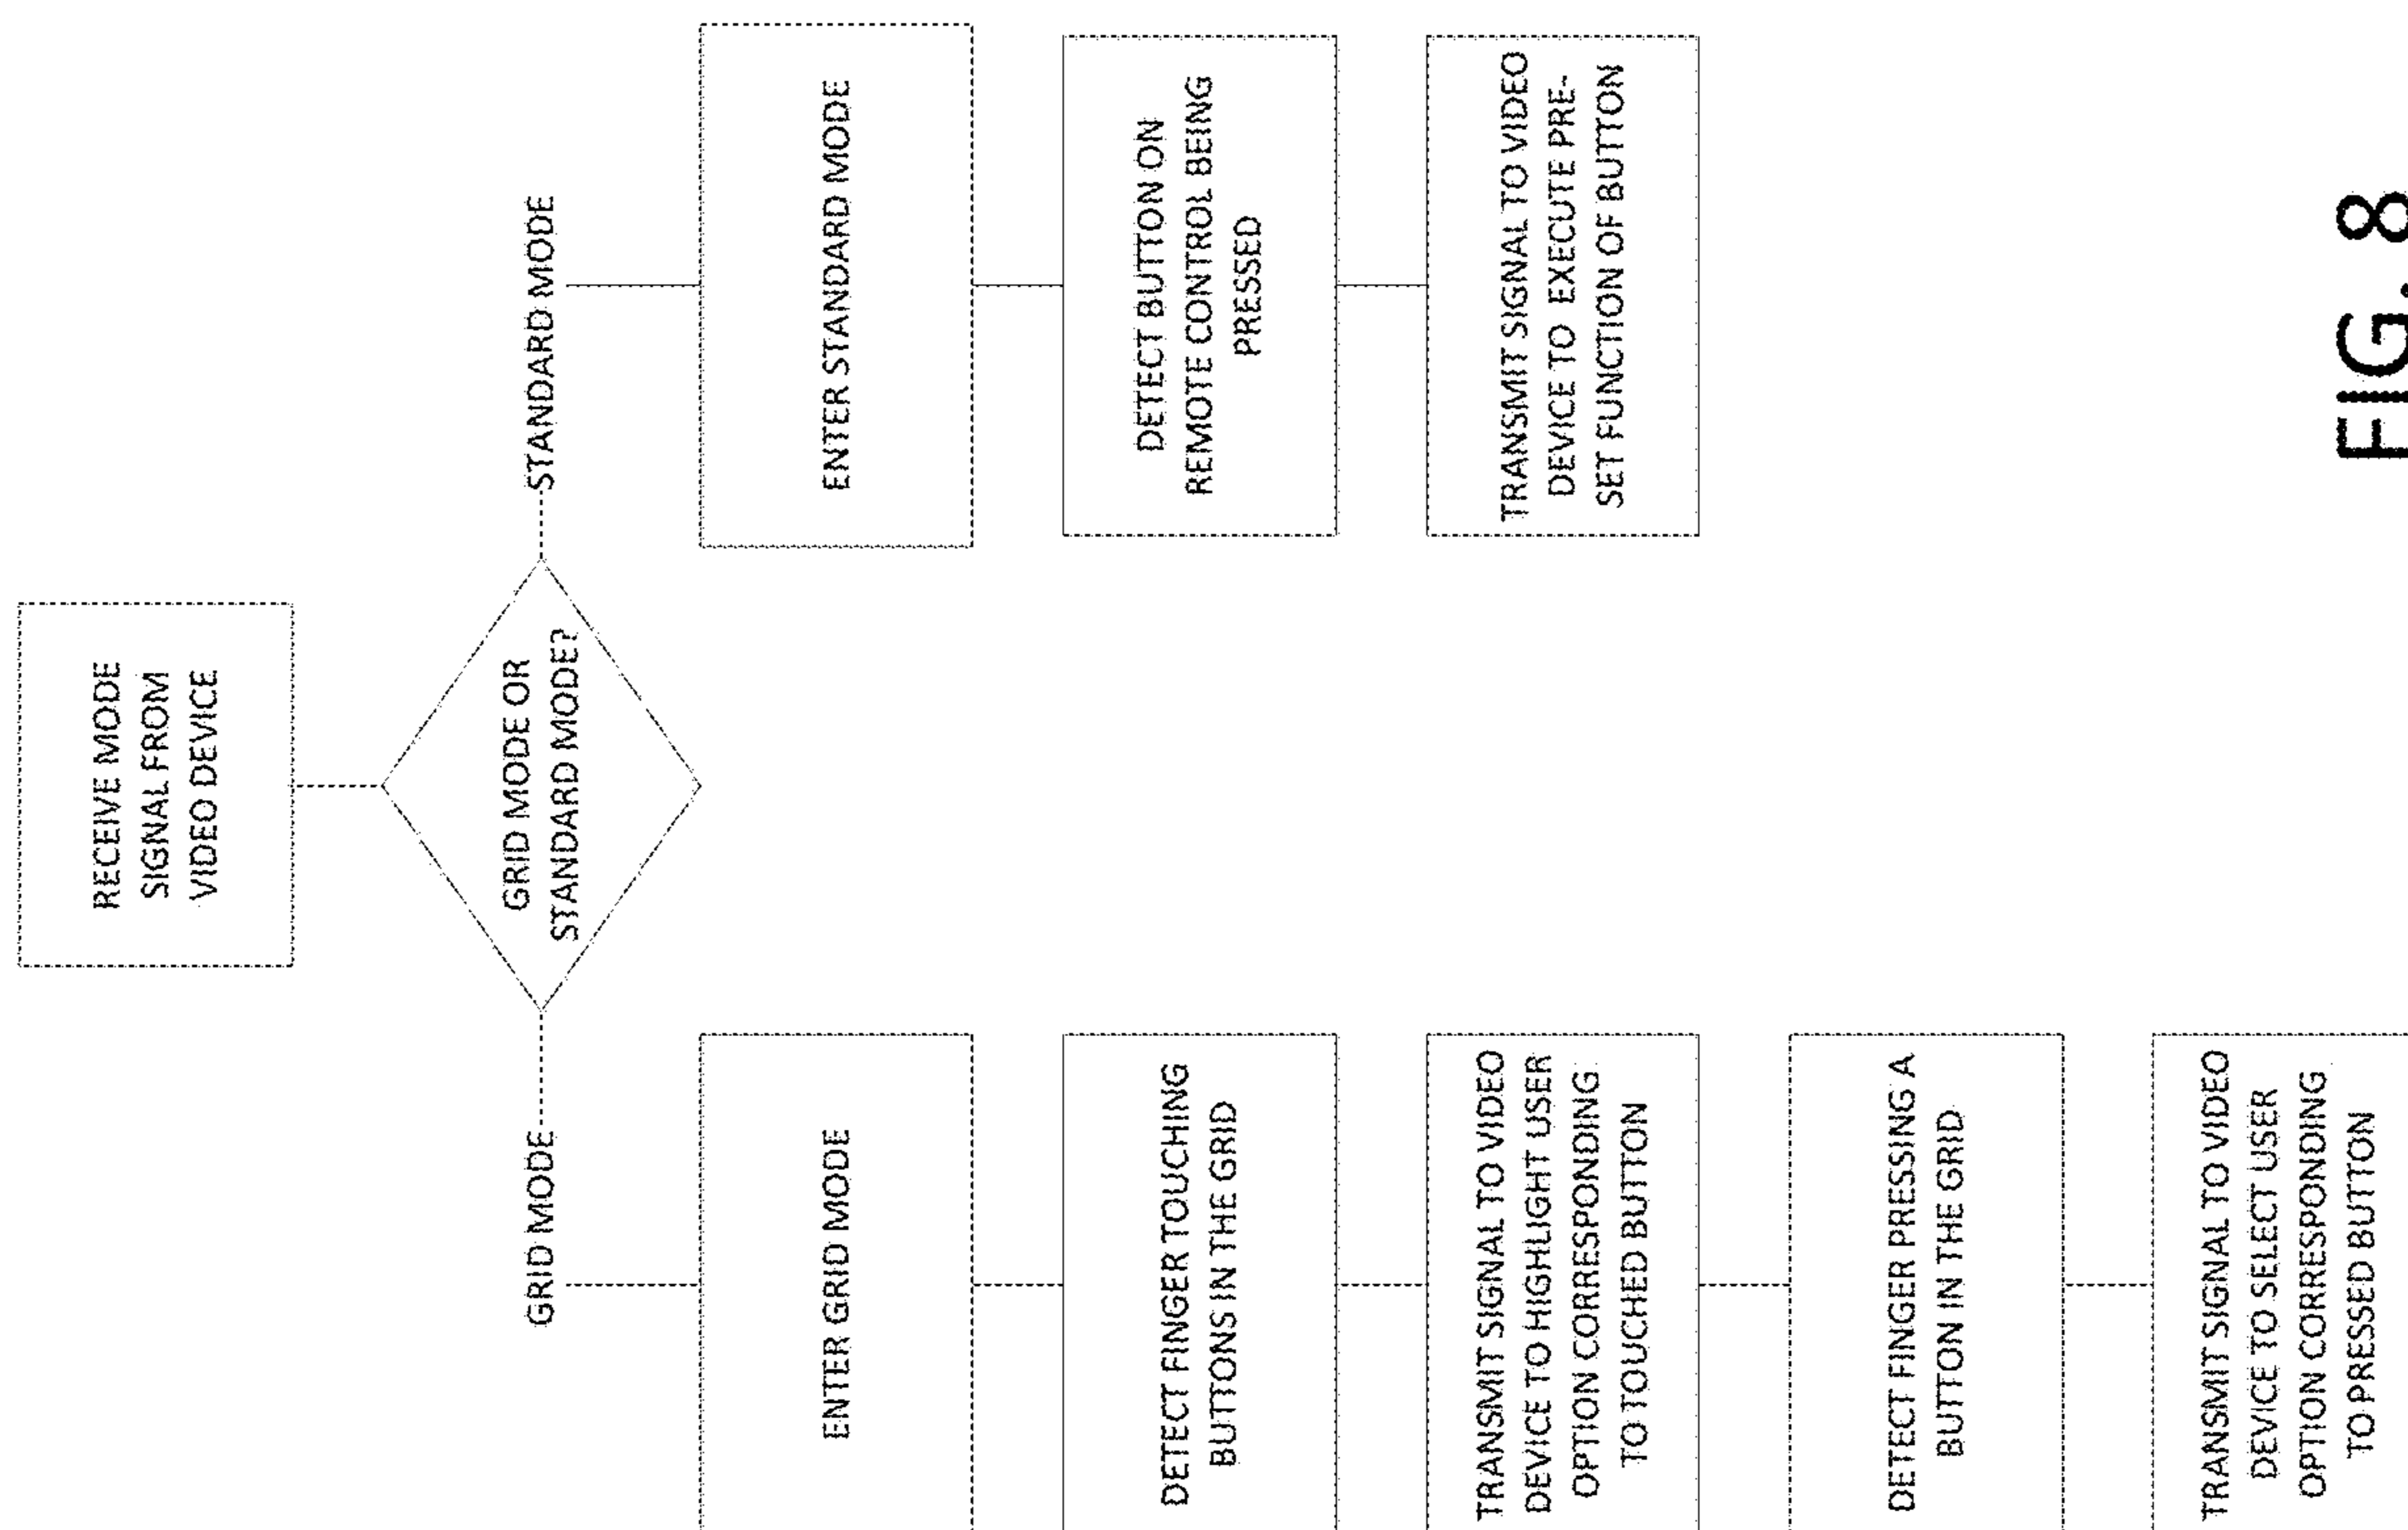 RECEIVE MODE
SIGNAL FROM
VIDEO DEVICE
GRID MODE OR
STANDARD MODE?
GRID MODE
STANDARD MODE
ENTER GRID MODE
DETECT FINGER TOUCHING
BUTTONS IN THE GRID
TRANSMIT SIGNAL TO VIDEO
DEVICE TO HIGHLIGHT USER
OPTION CORRESPONDING
TO TOUCHED BUTTON
DETECT FINGER PRESSING A
BUTTON IN THE GRID
TRANSMIT SIGNAL TO VIDEO
DEVICE TO SELECT USER
OPTION CORRESPONDING
TO PRESSED BUTTON
ENTER STANDARD MODE
DETECT BUTTON ON
REMOTE CONTROL BEING
PRESSED
TRANSMIT SIGNAL TO VIDEO
DEVICE TO EXECUTE PRE-
SET FUNCTION OF BUTTON
FIG. 8